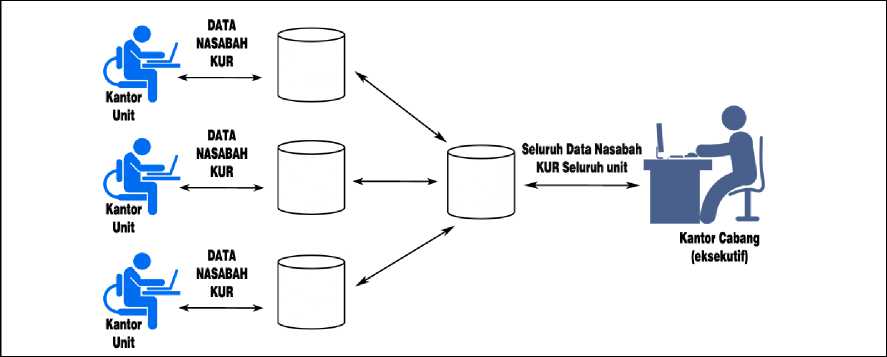 DATA
NASABAH
KUR
Kantor
Unit
DATA
NASABAH
KUR
Kantor
Unit
Seluruh Data Nasabah
KUR Seluruh unit
Kantor Cabang
(eksekutif)
DATA
NASABAH
KUR
Kantor
Unit